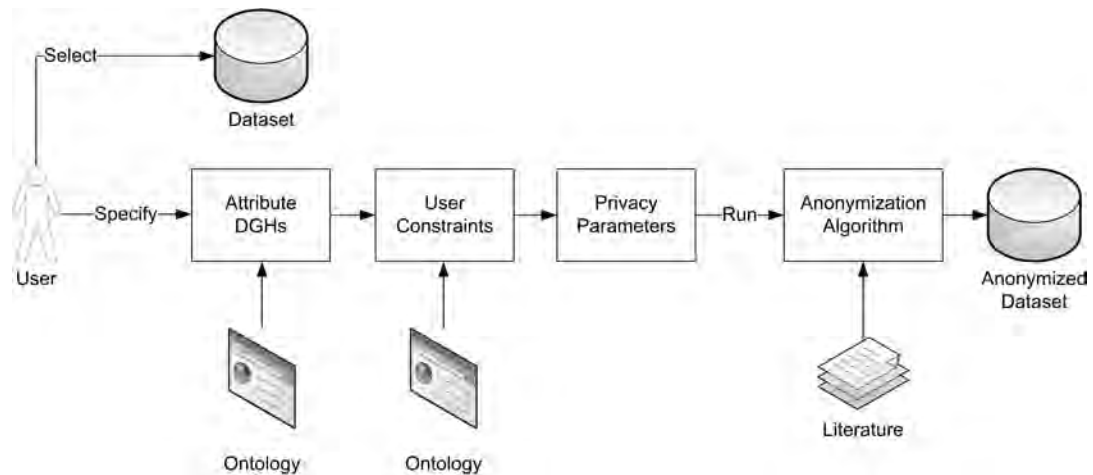 Select
Dataset
Specify
Attribute
DGHs
User
Constraints
Privacy
Parameters
Run
Anonymization
Algorithm
User
Anonymized
Dataset
Ontology
Ontology
Literature